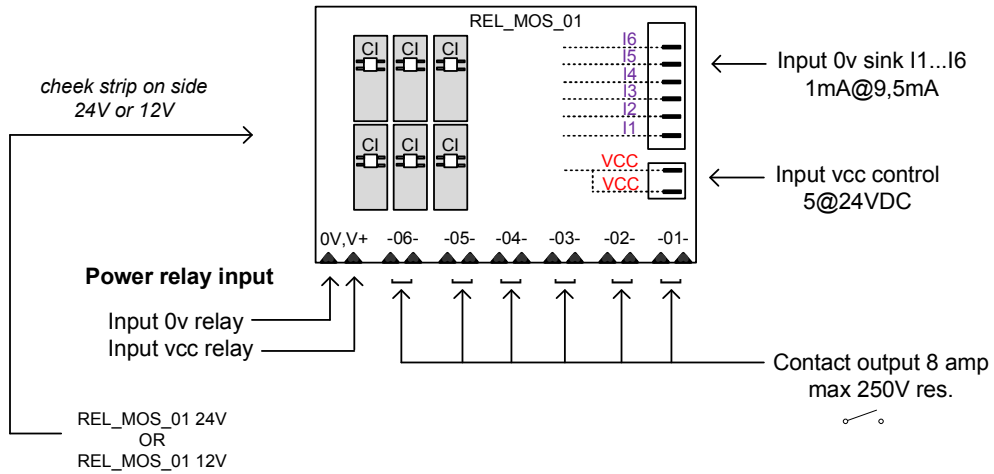 REL_MOS_01
CI CI CI
CI CI CI
I6
I5
I4
I3
I2
I1
VCC
VCC
0V,V+ -06- -05- -04- -03- -02- -01-
cheek strip on side
24V or 12V
Input 0v sink I1...I6
1mA@9,5mA
Input vcc control
5@24VDC
Power relay input
Input 0v relay
Input vcc relay
Contact output 8 amp
max 250V res.
REL_MOS_01 24V
OR
REL_MOS_01 12V